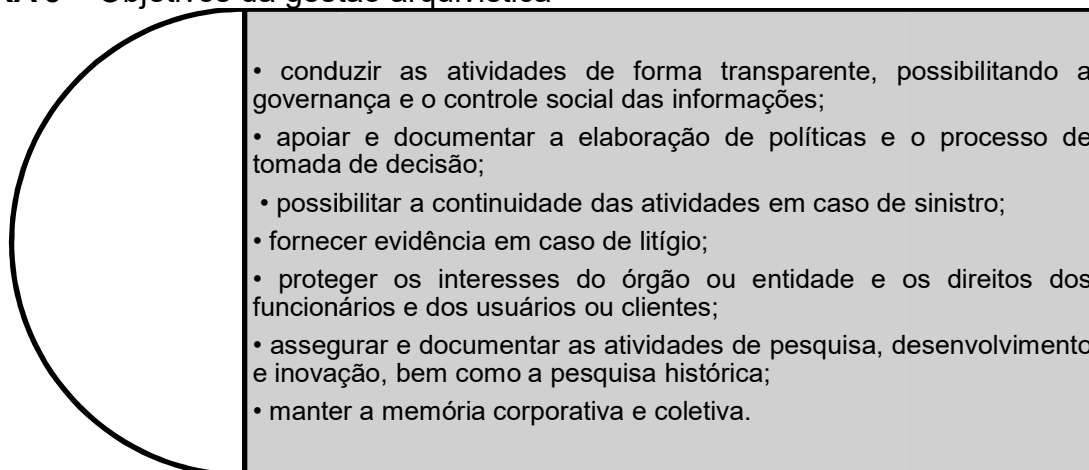 Objetivos da gestão arquivística
• conduzir as atividades de forma transparente, possibilitando a
governança e o controle social das informações;
• apoiar e documentar a elaboração de políticas e o processo de
tomada de decisão;
• possibilitar a continuidade das atividades em caso de sinistro;
• fornecer evidência em caso de litígio;
• proteger os interesses do órgão ou entidade e os direitos dos
funcionários e dos usuários ou clientes;
• assegurar e documentar as atividades de pesquisa, desenvolvimento
e inovação, bem como a pesquisa histórica;
• manter a memória corporativa e coletiva.